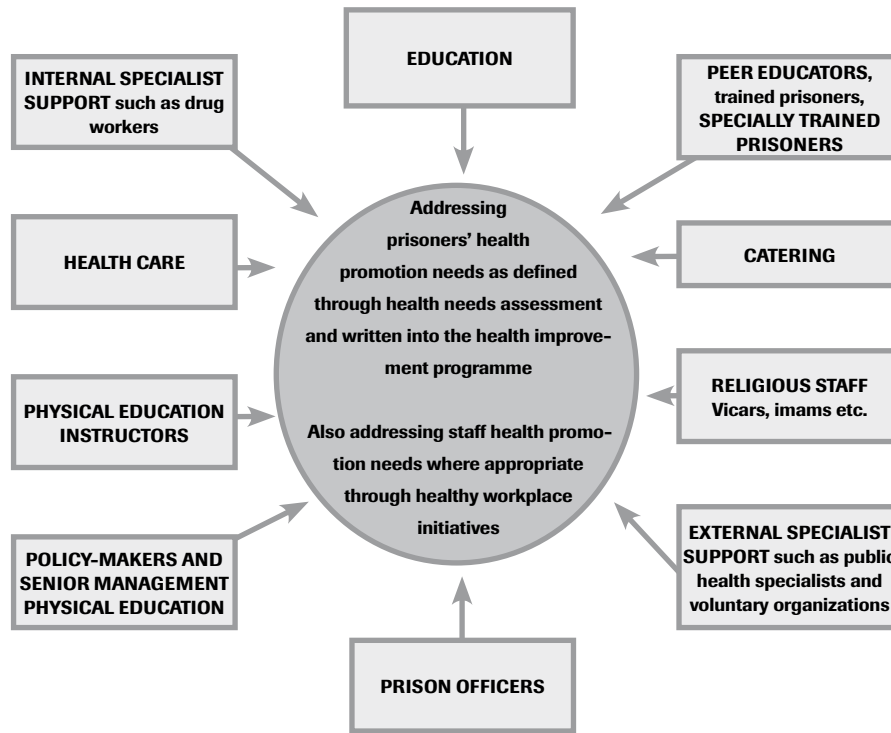 EDUCATION
INTERNAL SPECIALIST
SUPPORT such as drug
workers
PEER EDUCATORS,
trained prisoners,
SPECIALLY TRAINED
PRISONERS
HEALTH CARE
Addressing
prisoners’ health
promotion needs as defined
through health needs assessment
and written into the health improve-
ment programme
Also addressing staff health promo-
tion needs where appropriate
through healthy workplace
initiatives
CATERING
PHYSICAL EDUCATION
INSTRUCTORS
RELIGIOUS STAFF
Vicars, imams etc.
POLICY-MAKERS AND
SENIOR MANAGEMENT
PHYSICAL EDUCATION
EXTERNAL SPECIALIST
SUPPORT such as public
health specialists and
voluntary organizations
PRISON OFFICERS